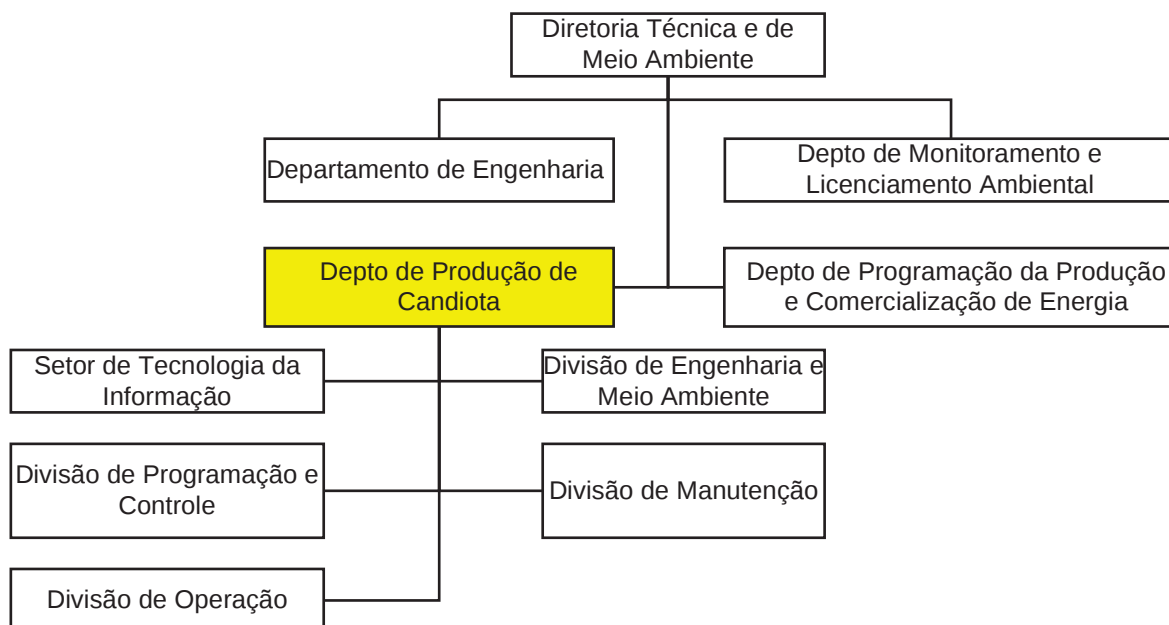 Diretoria Técnica e de
Meio Ambiente
Departamento de Engenharia
Depto de Monitoramento e
Licenciamento Ambiental
Depto de Produção de
Candiota
Depto de Programação da Produção
e Comercialização de Energia
Setor de Tecnologia da
Informação
Divisão de Engenharia e
Meio Ambiente
Divisão de Programação e
Controle
Divisão de Manutenção
Divisão de Operação